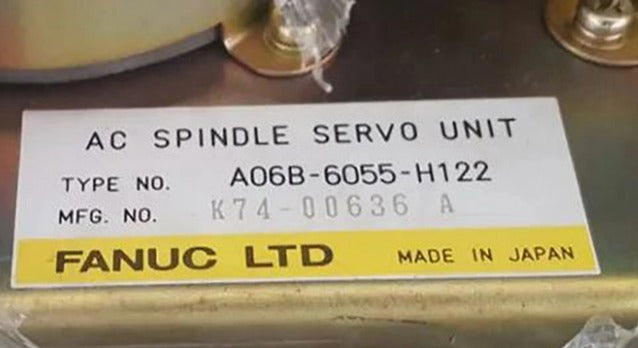 AC SPINDLE SERVO UNIT
TYPE NO. A06B-6055-H122
MFG. NO. K74-00636 A
FANUC LTD MADE IN JAPAN